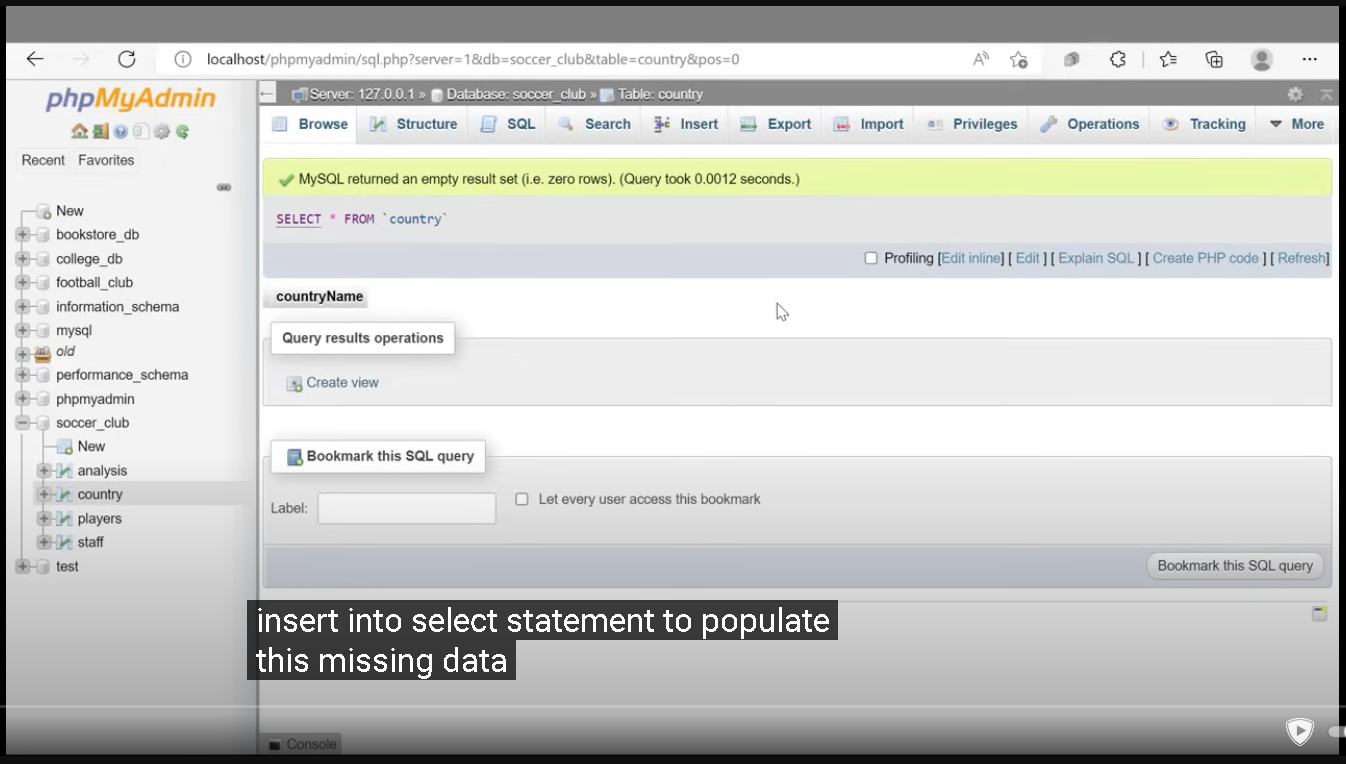 localhost/phpmyadmin/sql.php?server=1&db=soccer_club&table=country&pos=0
phpMyAdmin
Recent Favorites
New
bookstore_db
college_db
football_club
information_schema
mysql
old
performance_schema
phpmyadmin
soccer_club
New
analysis
country
players
staff
test
Server: 127.0.0.1 » Database: soccer_club » Table: country
Browse Structure SQL Search Insert Export Import Privileges Operations Tracking More
MySQL returned an empty result set (i.e. zero rows). (Query took 0.0012 seconds.)
SELECT * FROM `country`
Profiling [Edit inline] [ Edit ] [ Explain SQL ] [ Create PHP code ] [ Refresh]
countryName
Query results operations
Create view
Bookmark this SQL query
Label:
Let every user access this bookmark
Bookmark this SQL query
insert into select statement to populate
this missing data
Console